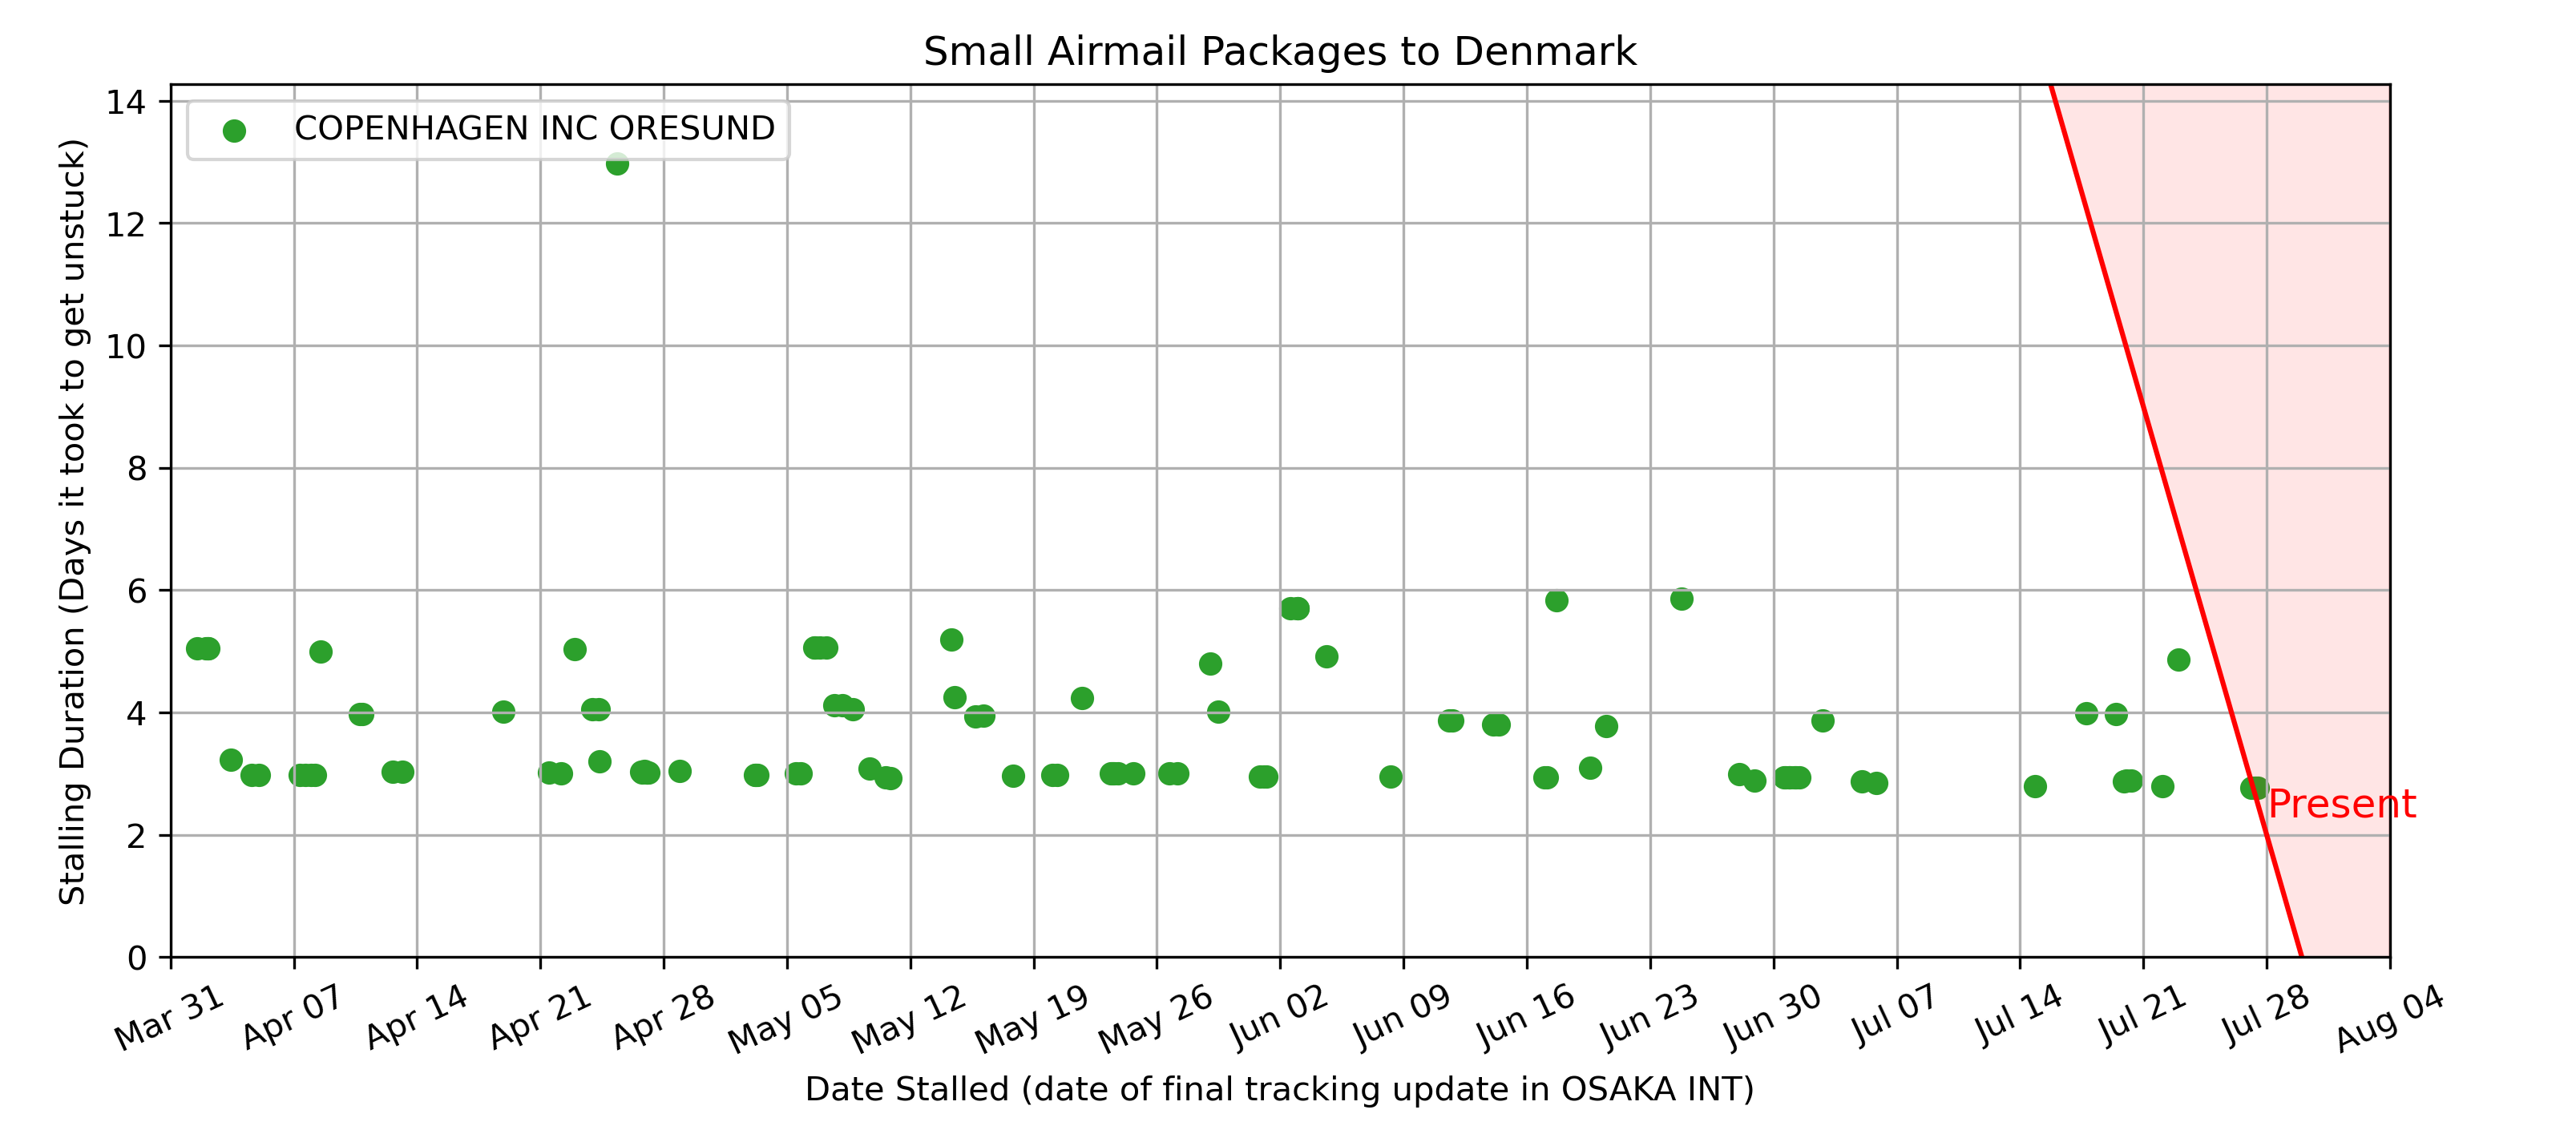 Small Airmail Packages to Denmark
COPENHAGEN INC ORESUND
Stalling Duration (Days it took to get unstuck)
14
12
10
8
6
4
2
0
Present
Mar 31
Apr 07
Apr 14
Apr 21
Apr 28
May 05
May 12
May 19
May 26
Jun 02
Jun 09
Jun 16
Jun 23
Jun 30
Jul 07
Jul 14
Jul 21
Jul 28
Aug 04
Date Stalled (date of final tracking update in OSAKA INT)